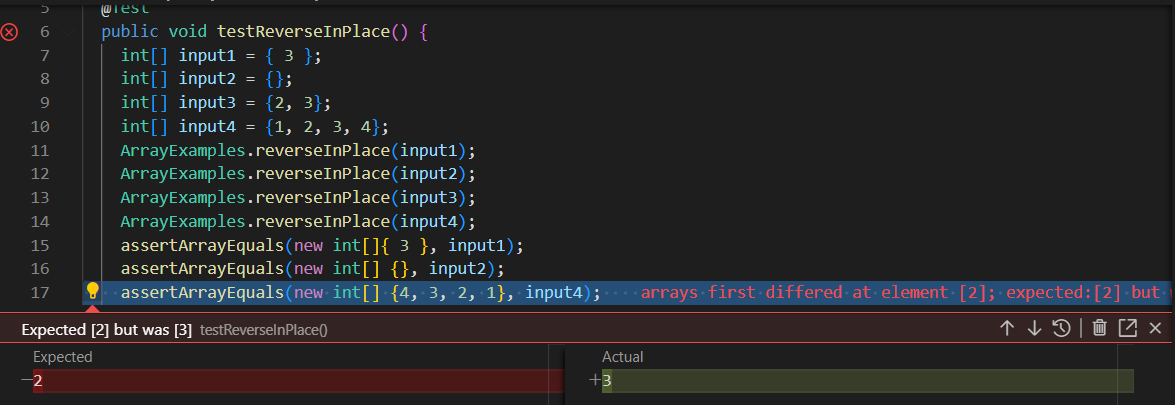 5 @Test
6 public void testReverseInPlace() {
7 int[] input1 = { 3 };
8 int[] input2 = {};
9 int[] input3 = {2, 3};
10 int[] input4 = {1, 2, 3, 4};
11 ArrayExamples.reverseInPlace(input1);
12 ArrayExamples.reverseInPlace(input2);
13 ArrayExamples.reverseInPlace(input3);
14 ArrayExamples.reverseInPlace(input4);
15 assertArrayEquals(new int[]{ 3 }, input1);
16 assertArrayEquals(new int[] {}, input2);
17 assertArrayEquals(new int[] {4, 3, 2, 1}, input4); arrays first differed at element [2]; expected:[2] but
Expected [2] but was [3] testReverseInPlace()
Expected Actual
−2 +3